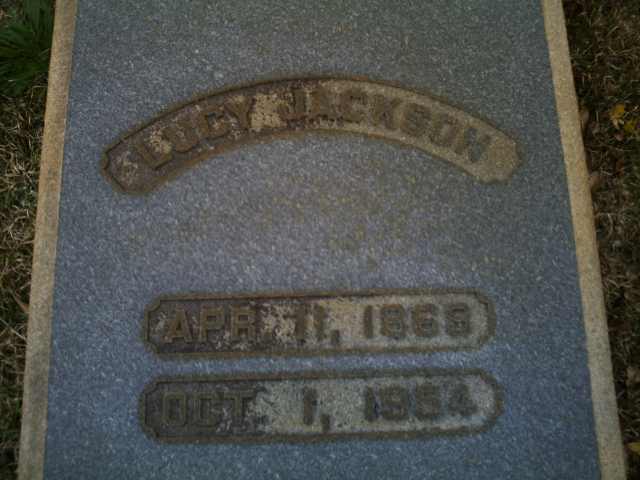 LUCY JACKSON
APR. 11, 1868
OCT. 1, 1954